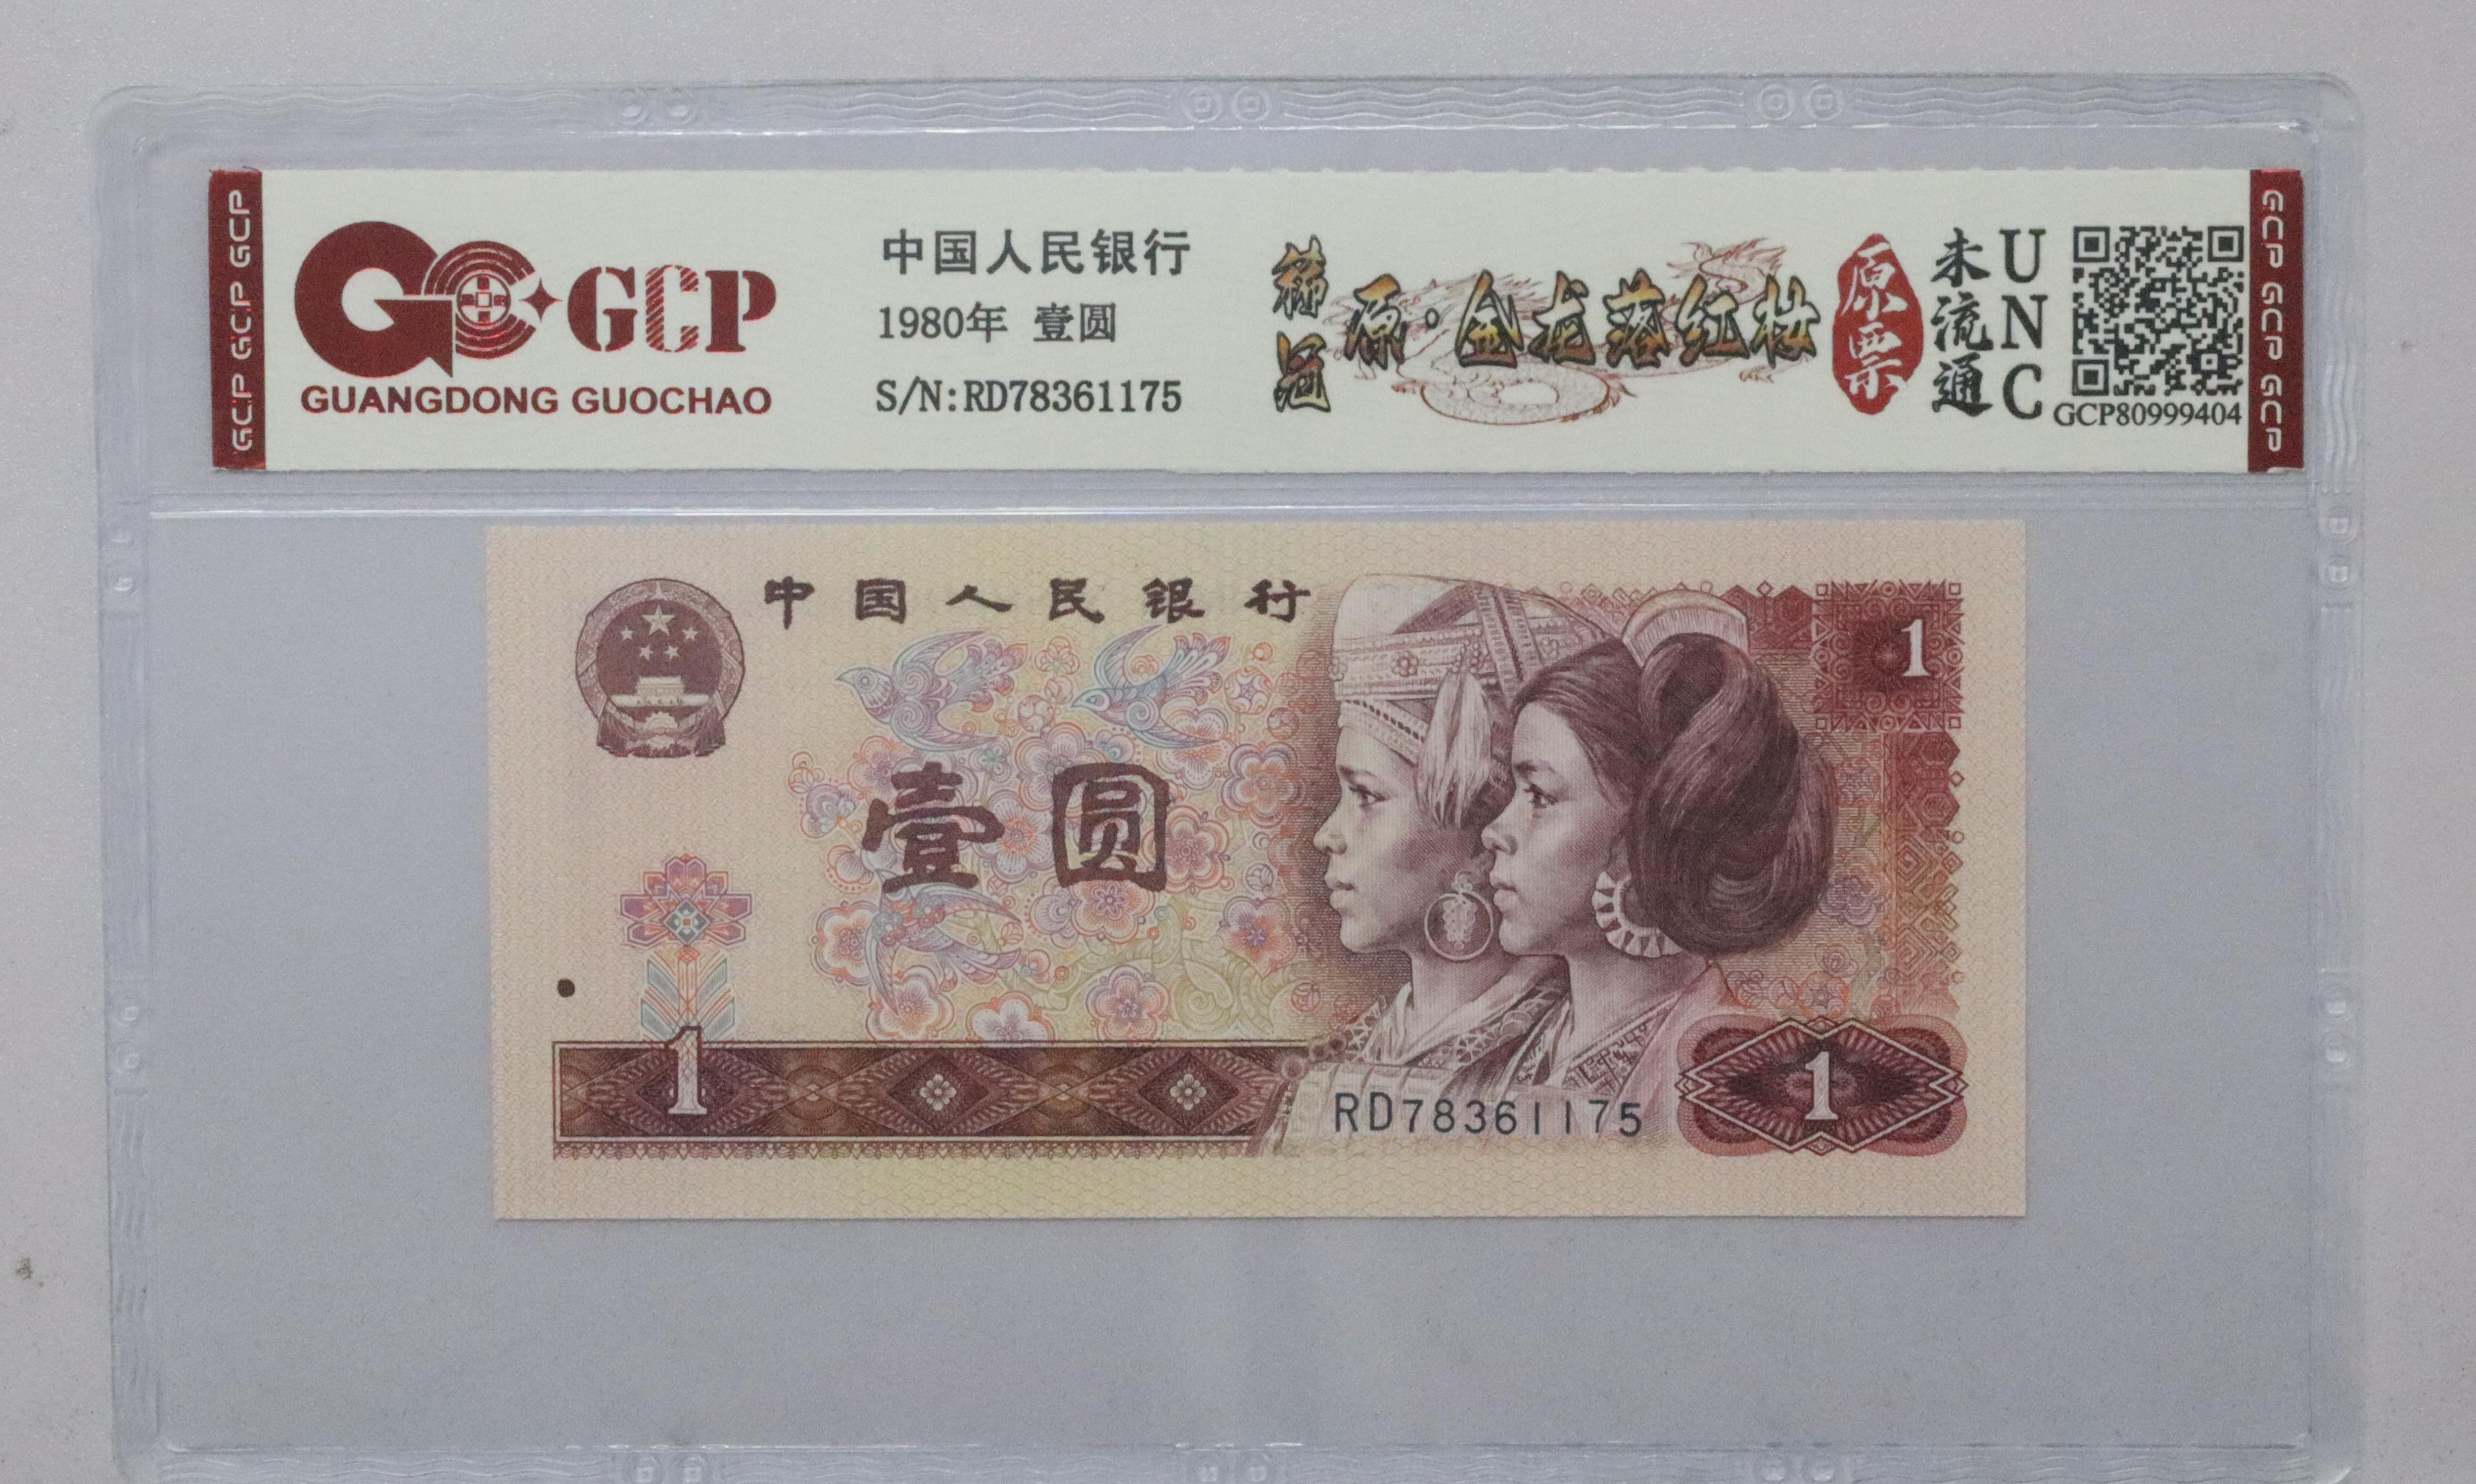 GCP GCP GCP
GCP
GUANGDONG GUOCHAO
中国人民银行
1980年 壹圆
S/N:RD78361175
冠
原·金龙落红妆
原票
未流通
UNC
GCP80999404
GCP GCP GCP
中国人民银行
1
壹圆
1
RD78361175
1